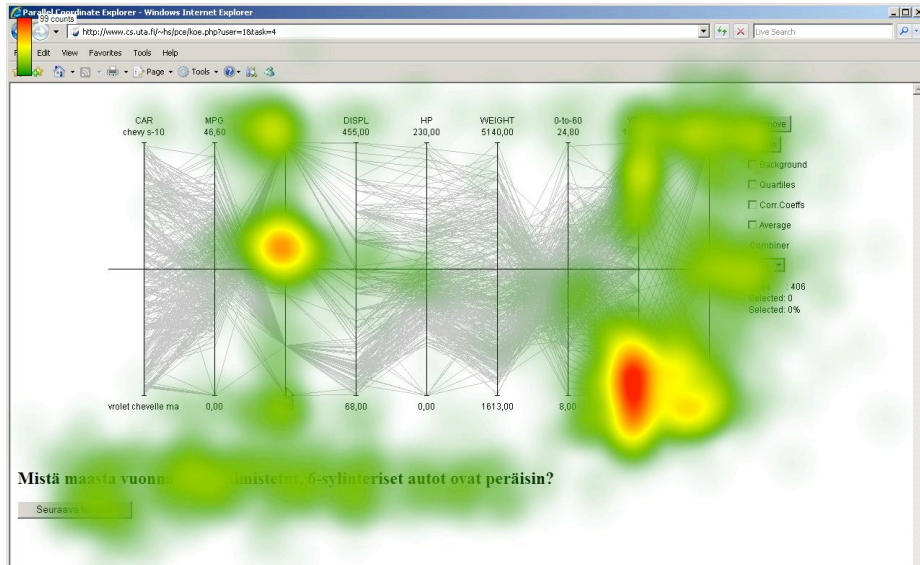 Parallel Coordinate Explorer - Windows Internet Explorer
99 counts
http://www.cs.uta.fi/~hs/pce/koe.php?user=18task=4
Live Search
Edit View Favorites Tools Help
Page Tools
CAR MPG DISPL HP WEIGHT 0-to-60
chevy s-10 46,60 455,00 230,00 5140,00 24,80
Background
Quartiles
Corr.Coeffs
Average
Combiner
: 406
Selected: 0
Selected: 0%
vrolet chevelle ma 0,00 68,00 0,00 1613,00 8,00
Mistä maasta vuonna 6-sylinteriset autot ovat peräisin?
Seuraava